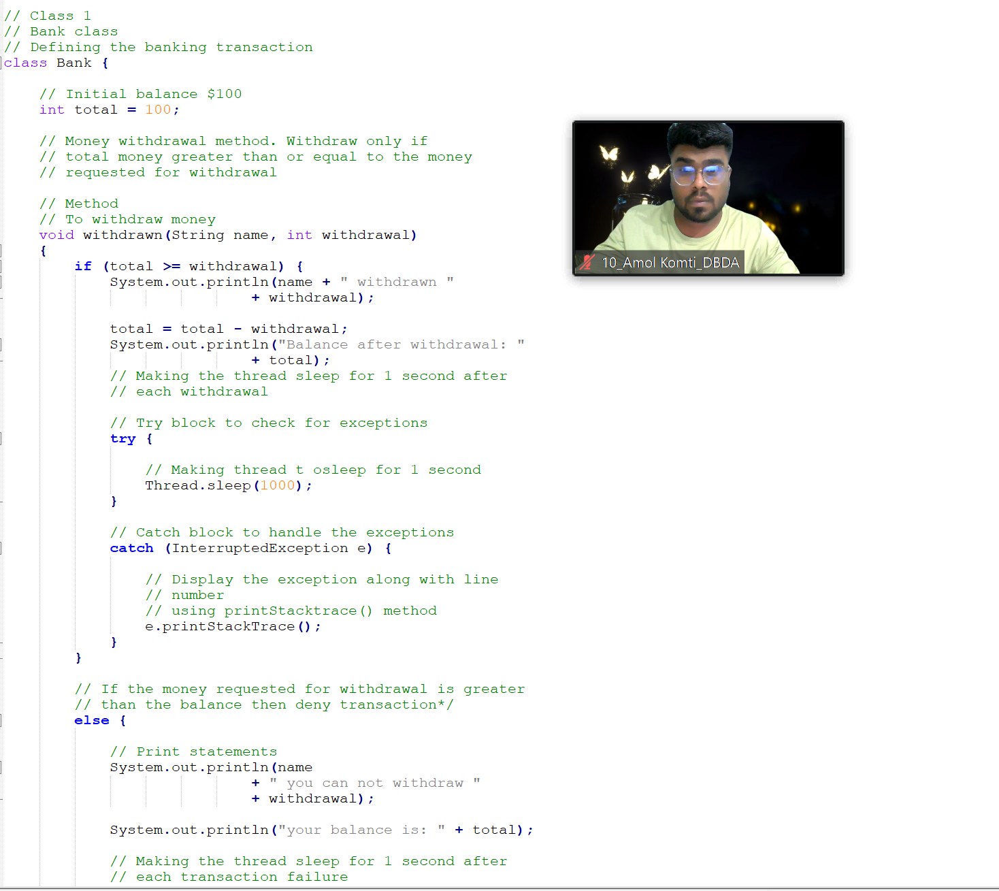 // Class 1
// Bank class
// Defining the banking transaction
class Bank {
// Initial balance $100
int total = 100;
// Money withdrawal method. Withdraw only if
// total money greater than or equal to the money
// requested for withdrawal
// Method
// To withdraw money
void withdrawn(String name, int withdrawal)
{
if (total >= withdrawal) {
System.out.println(name + " withdrawn "
+ withdrawal);
total = total - withdrawal;
System.out.println("Balance after withdrawal: "
+ total);
// Making the thread sleep for 1 second after
// each withdrawal
// Try block to check for exceptions
try {
// Making thread t osleep for 1 second
Thread.sleep(1000);
}
// Catch block to handle the exceptions
catch (InterruptedException e) {
// Display the exception along with line
// number
// using printStacktrace() method
e.printStackTrace();
}
}
// If the money requested for withdrawal is greater
// than the balance then deny transaction*/
else {
// Print statements
System.out.println(name
+ " you can not withdraw "
+ withdrawal);
System.out.println("your balance is: " + total);
// Making the thread sleep for 1 second after
// each transaction failure
10_Amol Komti_DBDA